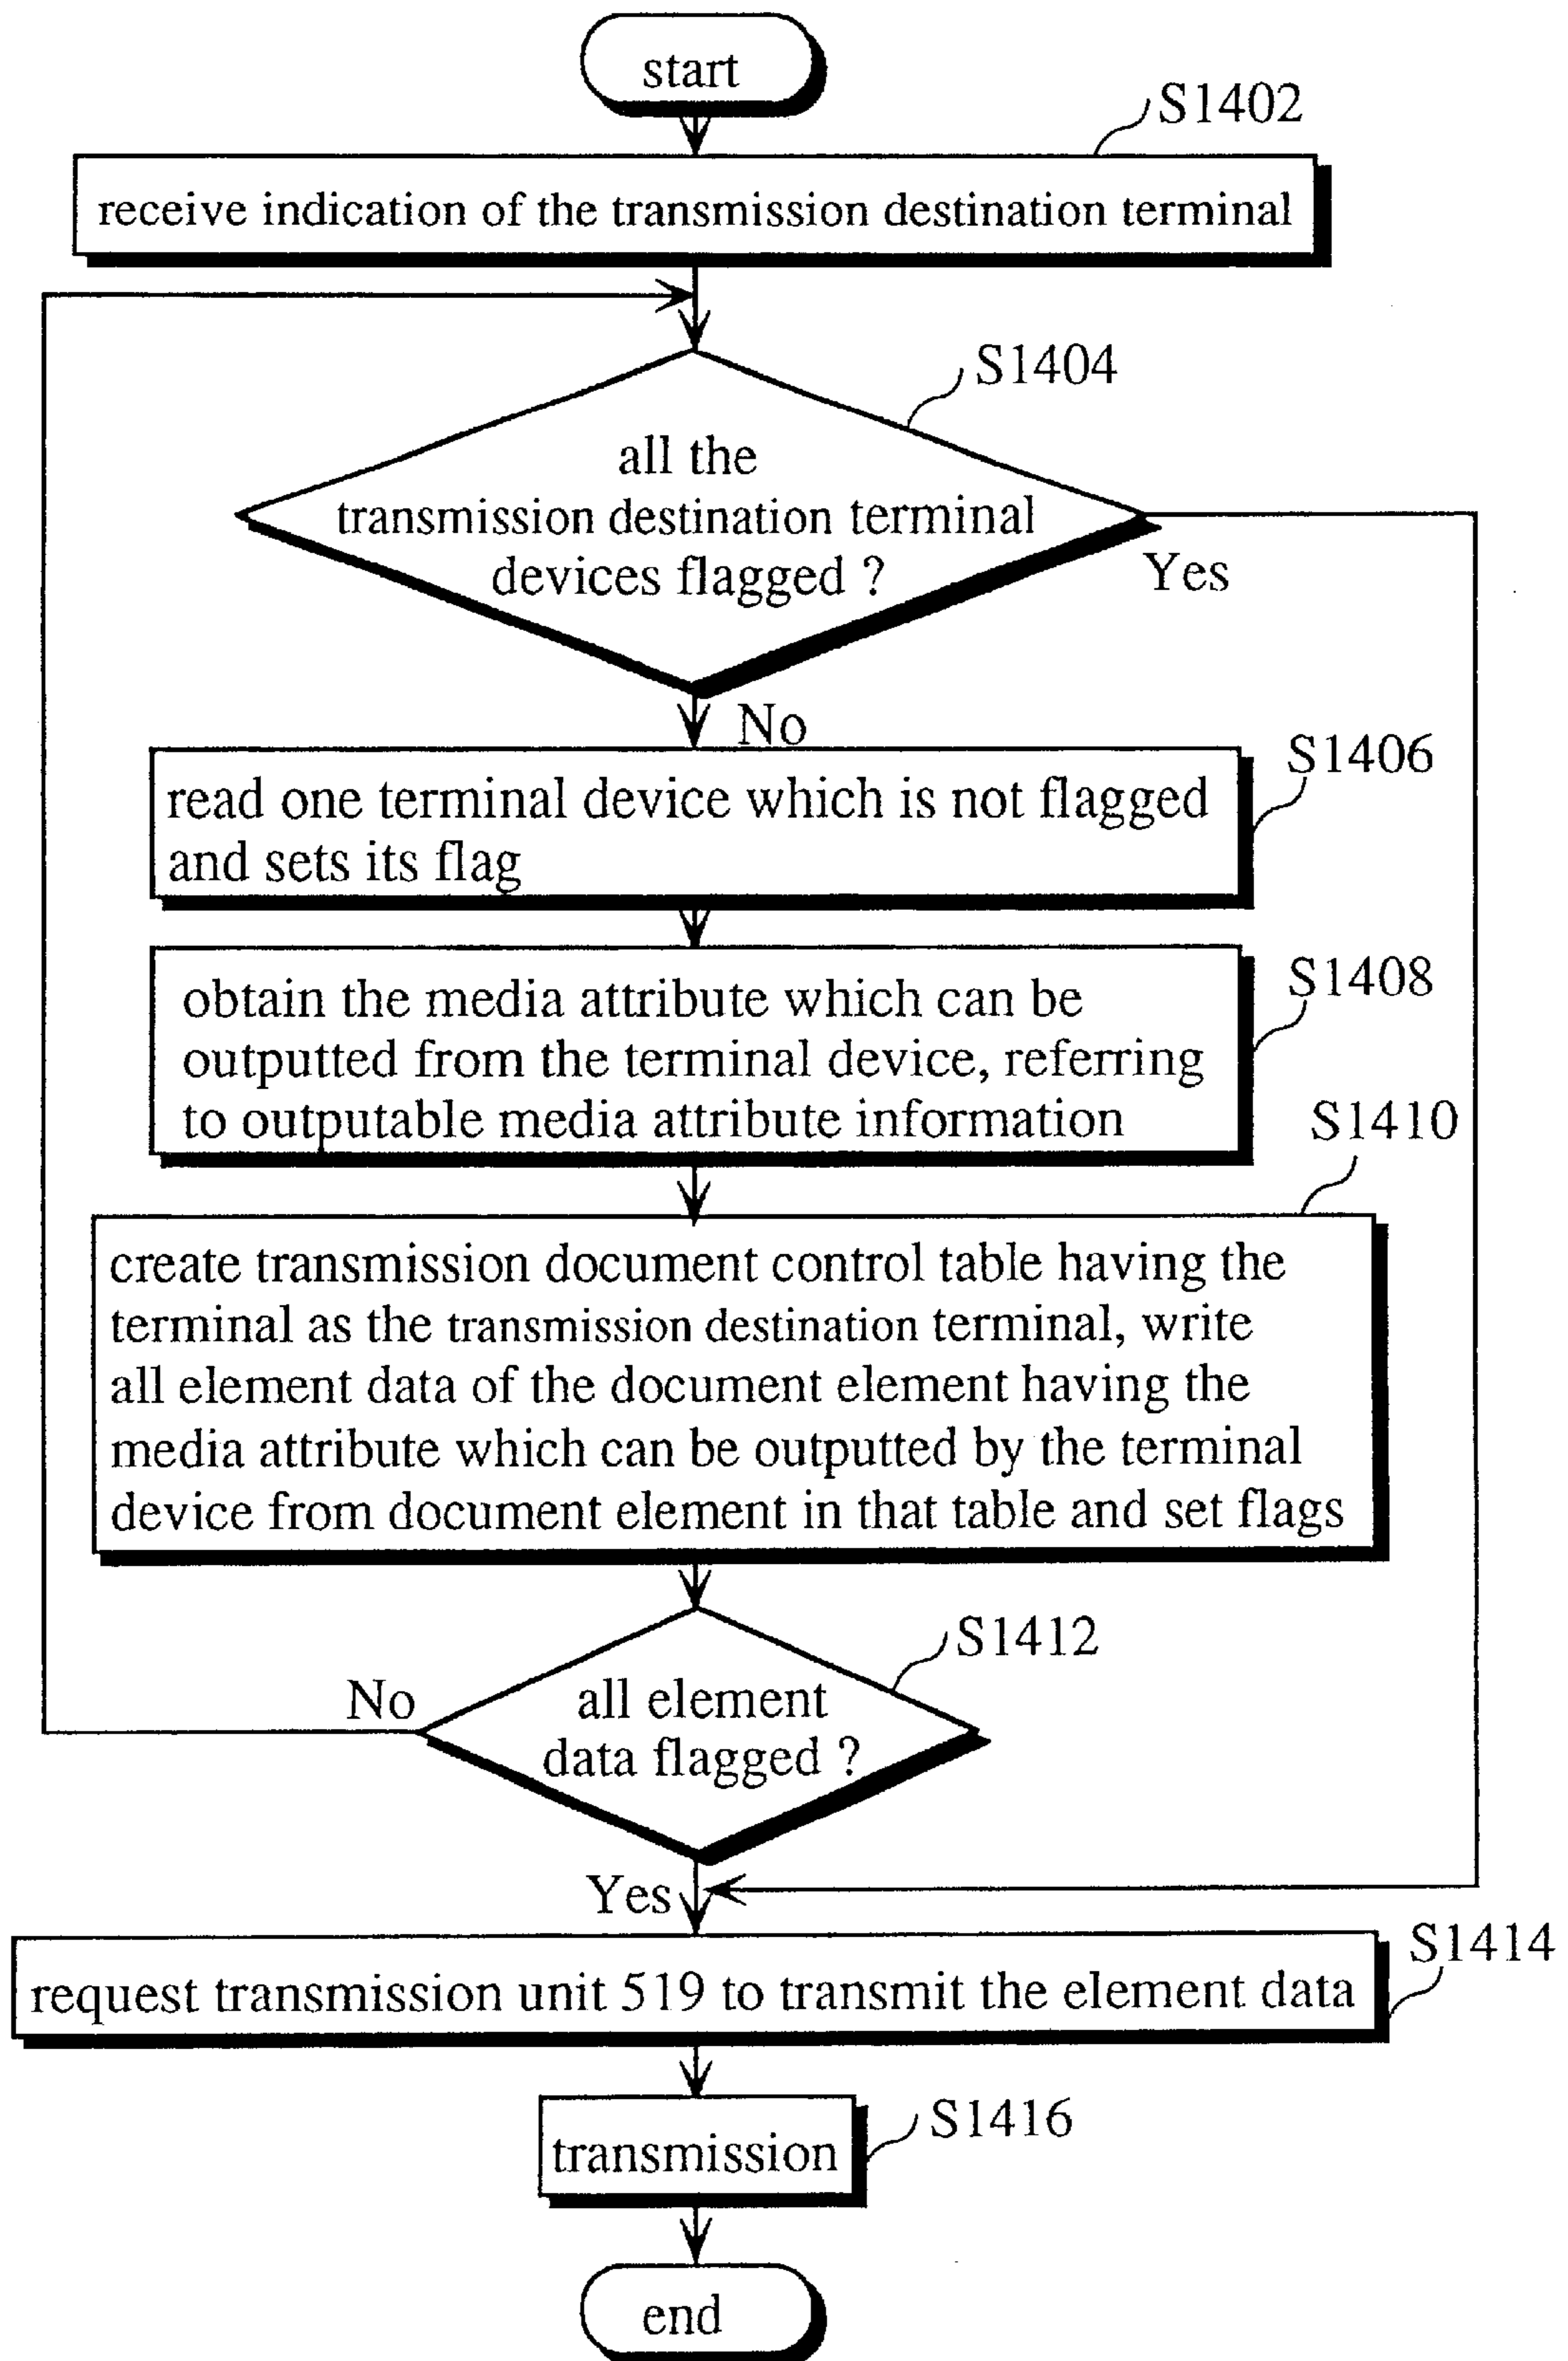 start
S1402
receive indication of the transmission destination terminal
S1404
all the
transmission destination terminal
devices flagged ?
Yes
No
S1406
read one terminal device which is not flagged
and sets its flag
S1408
obtain the media attribute which can be
outputted from the terminal device, referring
to outputable media attribute information
S1410
create transmission document control table having the
terminal as the transmission destination terminal, write
all element data of the document element having the
media attribute which can be outputted by the terminal
device from document element in that table and set flags
S1412
No
all element
data flagged ?
Yes
S1414
request transmission unit 519 to transmit the element data
S1416
transmission
end